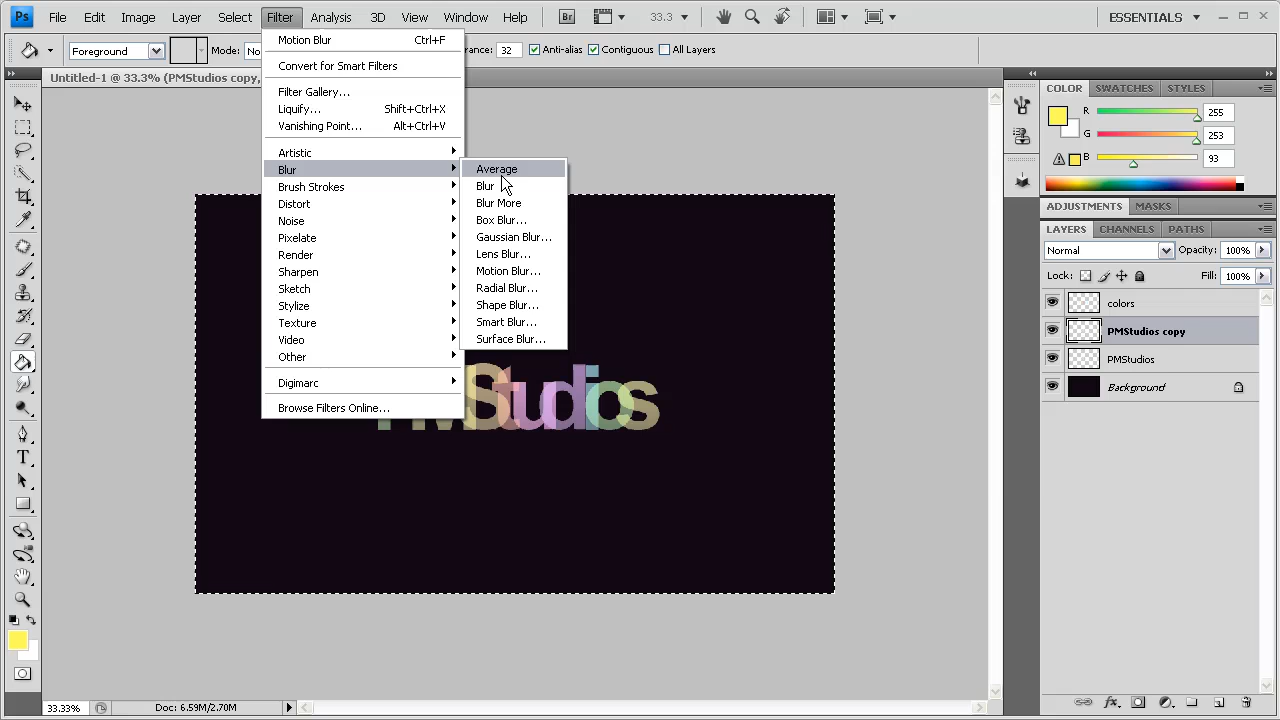 Ps File Edit Image Layer Select Filter Analysis 3D View Window Help Br 33.3 ESSENTIALS
Foreground Mode: No rance: 32 Anti-alias Contiguous All Layers
Untitled-1 @ 33.3% (PMStudios copy,
Motion Blur Ctrl+F
Convert for Smart Filters
Filter Gallery...
Liquify... Shift+Ctrl+X
Vanishing Point... Alt+Ctrl+V
Artistic
Blur
Brush Strokes
Distort
Noise
Pixelate
Render
Sharpen
Sketch
Stylize
Texture
Video
Other
Digimarc
Browse Filters Online...
Average
Blur
Blur More
Box Blur...
Gaussian Blur...
Lens Blur...
Motion Blur...
Radial Blur...
Shape Blur...
Smart Blur...
Surface Blur...
PMStudios
COLOR SWATCHES STYLES
R 255
G 253
B 93
ADJUSTMENTS MASKS
LAYERS CHANNELS PATHS
Normal Opacity: 100%
Lock: Fill: 100%
colors
PMStudios copy
PMStudios
Background
T
33.33% Doc: 6.59M/2.70M
fx